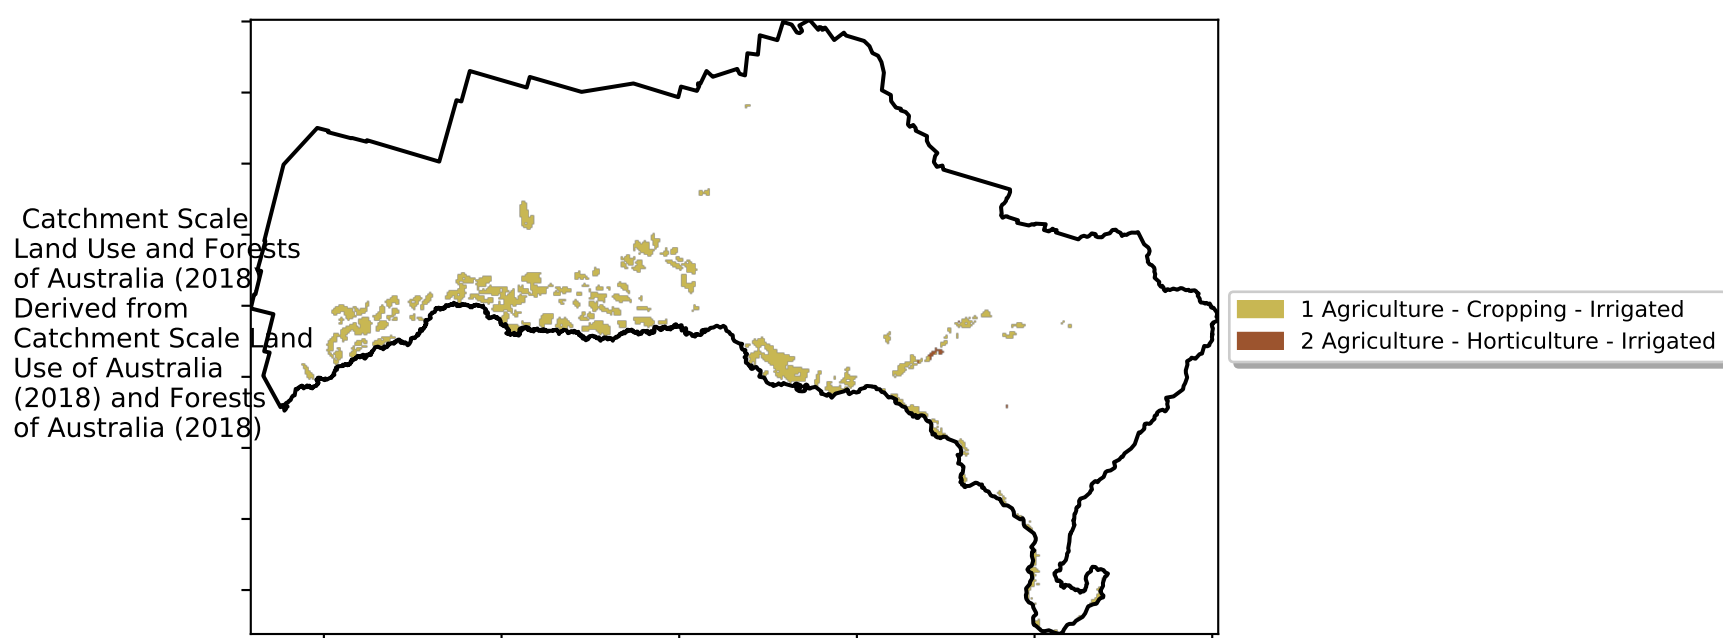 Catchment Scale
Land Use and Forests
of Australia (2018)
Derived from
Catchment Scale Land
Use of Australia
(2018) and Forests
of Australia (2018)
1 Agriculture - Cropping - Irrigated
2 Agriculture - Horticulture - Irrigated